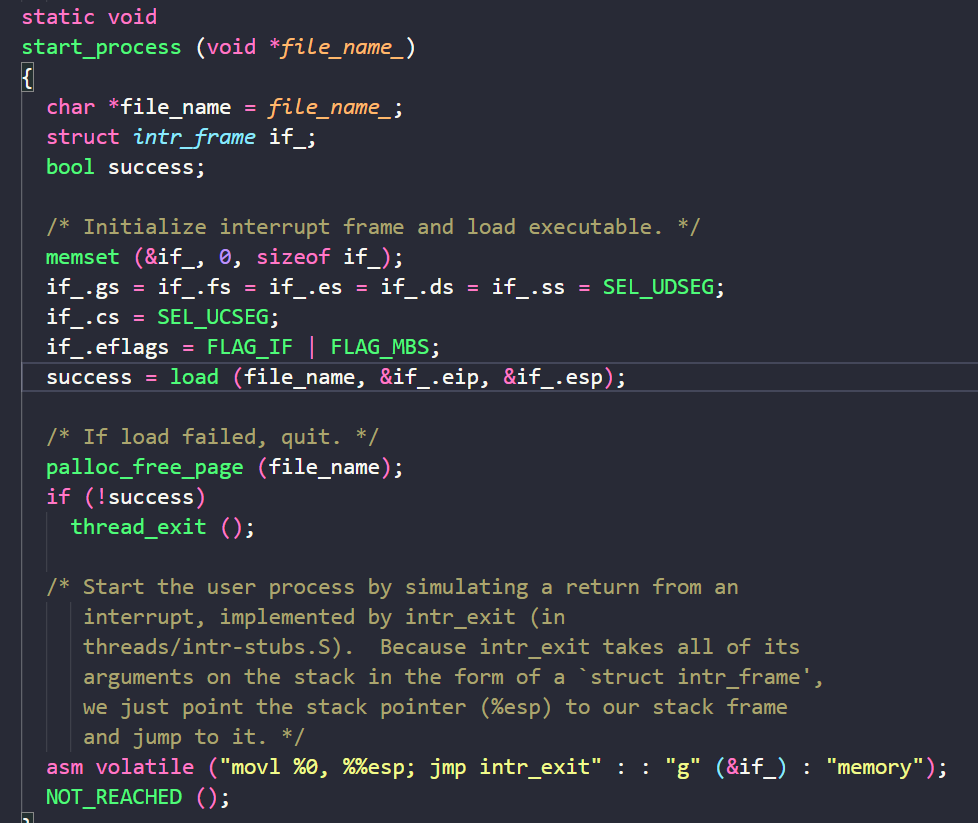 static void
start_process (void *file_name_)
{
  char *file_name = file_name_;
  struct intr_frame if_;
  bool success;

  /* Initialize interrupt frame and load executable. */
  memset (&if_, 0, sizeof if_);
  if_.gs = if_.fs = if_.es = if_.ds = if_.ss = SEL_UDSEG;
  if_.cs = SEL_UCSEG;
  if_.eflags = FLAG_IF | FLAG_MBS;
  success = load (file_name, &if_.eip, &if_.esp);

  /* If load failed, quit. */
  palloc_free_page (file_name);
  if (!success)
    thread_exit ();

  /* Start the user process by simulating a return from an
     interrupt, implemented by intr_exit (in
     threads/intr-stubs.S).  Because intr_exit takes all of its
     arguments on the stack in the form of a `struct intr_frame',
     we just point the stack pointer (%esp) to our stack frame
     and jump to it. */
  asm volatile ("movl %0, %%esp; jmp intr_exit" : : "g" (&if_) : "memory");
  NOT_REACHED ();
}